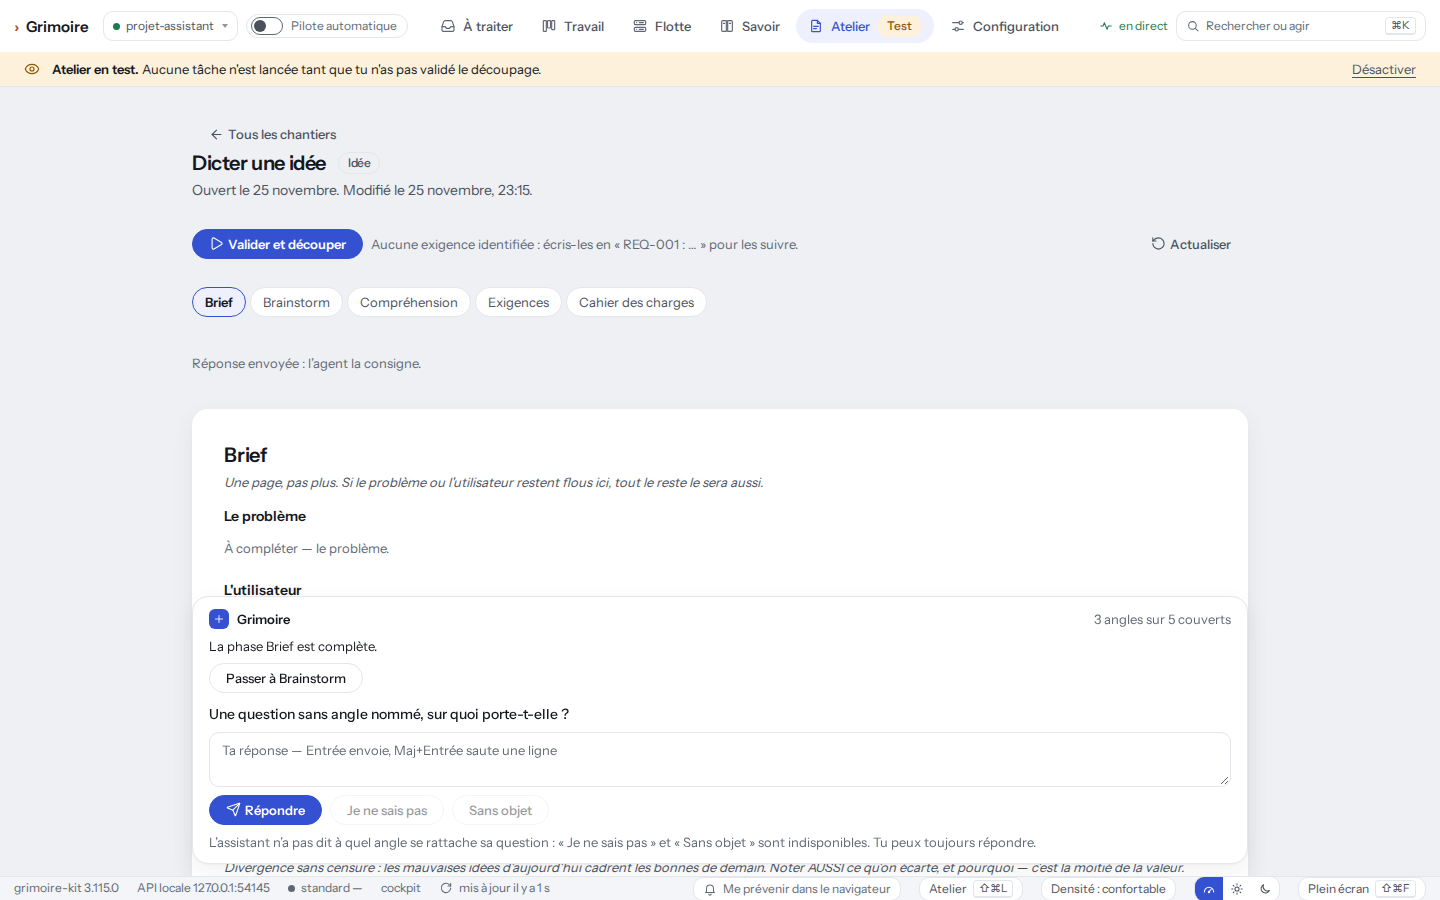 › Grimoire
projet-assistant
Pilote automatique
À traiter
Travail
Flotte
Savoir
Atelier Test
Configuration
en direct
Rechercher ou agir ⌘K
Atelier en test. Aucune tâche n'est lancée tant que tu n'as pas validé le découpage.
Désactiver
← Tous les chantiers
Dicter une idée Idée
Ouvert le 25 novembre. Modifié le 25 novembre, 23:15.
Valider et découper Aucune exigence identifiée : écris-les en « REQ-001 : … » pour les suivre. Actualiser
Brief Brainstorm Compréhension Exigences Cahier des charges
Réponse envoyée : l'agent la consigne.
Brief
Une page, pas plus. Si le problème ou l'utilisateur restent flous ici, tout le reste le sera aussi.
Le problème
À compléter — le problème.
L'utilisateur
Grimoire 3 angles sur 5 couverts
La phase Brief est complète.
Passer à Brainstorm
Une question sans angle nommé, sur quoi porte-t-elle ?
Ta réponse — Entrée envoie, Maj+Entrée saute une ligne
Répondre Je ne sais pas Sans objet
L'assistant n'a pas dit à quel angle se rattache sa question : « Je ne sais pas » et « Sans objet » sont indisponibles. Tu peux toujours répondre.
Divergence sans censure : les mauvaises idées d'aujourd'hui cadrent les bonnes de demain. Noter AUSSI ce qu'on écarte, et pourquoi — c'est la moitié de la valeur.
grimoire-kit 3.115.0 API locale 127.0.0.1:54145 standard — cockpit mis à jour il y a 1 s Me prévenir dans le navigateur Atelier ⇧⌘L Densité : confortable Plein écran ⇧⌘F